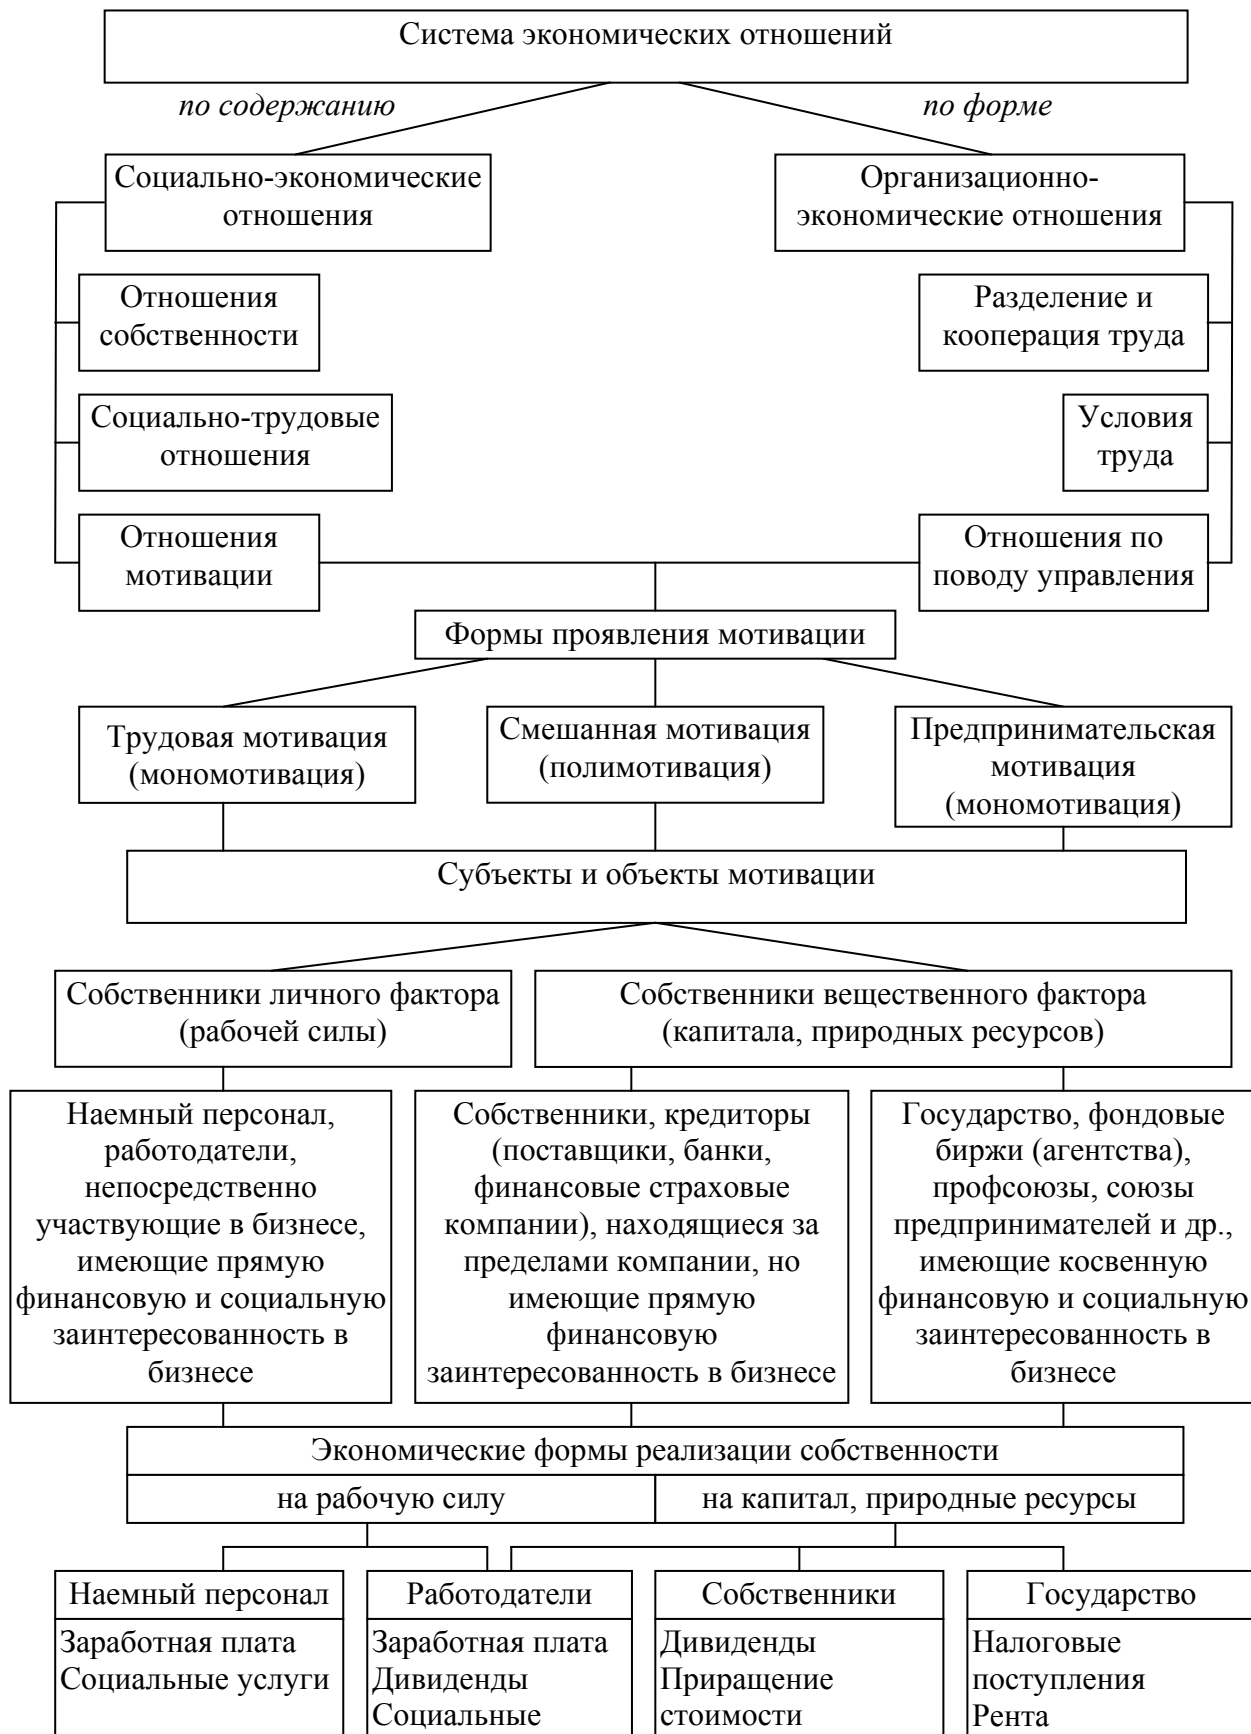 Система экономических отношений
по содержанию
по форме
Социально-экономические
отношения
Организационно-
экономические отношения
Отношения
собственности
Разделение и
кооперация труда
Социально-трудовые
отношения
Условия
труда
Отношения
мотивации
Отношения по
поводу управления
Формы проявления мотивации
Трудовая мотивация
(мономотивация)
Смешанная мотивация
(полимотивация)
Предпринимательская
мотивация
(мономотивация)
Субъекты и объекты мотивации
Собственники личного фактора
(рабочей силы)
Собственники вещественного фактора
(капитала, природных ресурсов)
Наемный персонал,
работодатели,
непосредственно
участвующие в бизнесе,
имеющие прямую
финансовую и социальную
заинтересованность в
бизнесе
Собственники, кредиторы
(поставщики, банки,
финансовые страховые
компании), находящиеся за
пределами компании, но
имеющие прямую
финансовую
заинтересованность в бизнесе
Государство, фондовые
биржи (агентства),
профсоюзы, союзы
предпринимателей и др.,
имеющие косвенную
финансовую и социальную
заинтересованность в
бизнесе
Экономические формы реализации собственности
на рабочую силу
на капитал, природные ресурсы
Наемный персонал
Заработная плата
Социальные услуги
Работодатели
Заработная плата
Дивиденды
Социальные
Собственники
Дивиденды
Приращение
стоимости
Государство
Налоговые
поступления
Рента